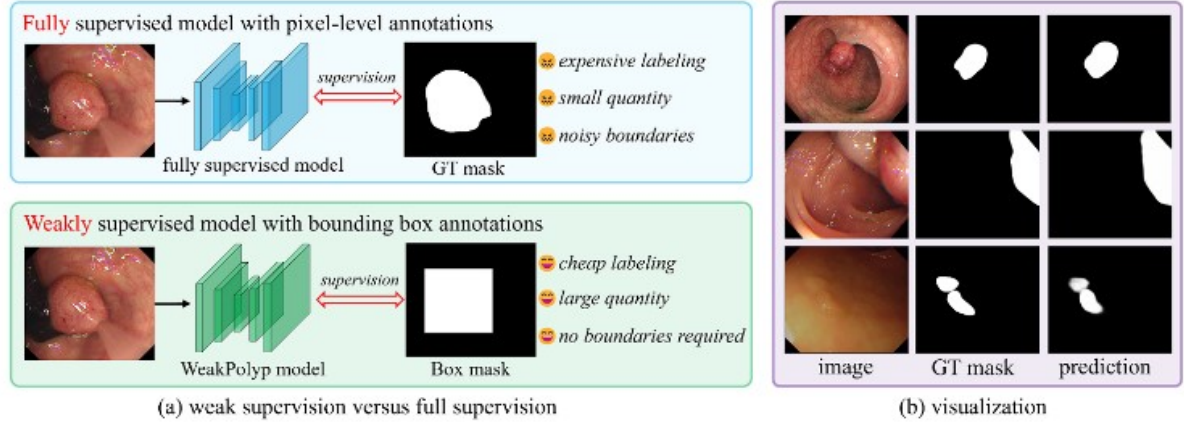 Fully supervised model with pixel-level annotations
supervision
fully supervised model
GT mask
expensive labeling
small quantity
noisy boundaries
Weakly supervised model with bounding box annotations
supervision
WeakPolyp model
Box mask
cheap labeling
large quantity
no boundaries required
(a) weak supervision versus full supervision
image
GT mask
prediction
(b) visualization